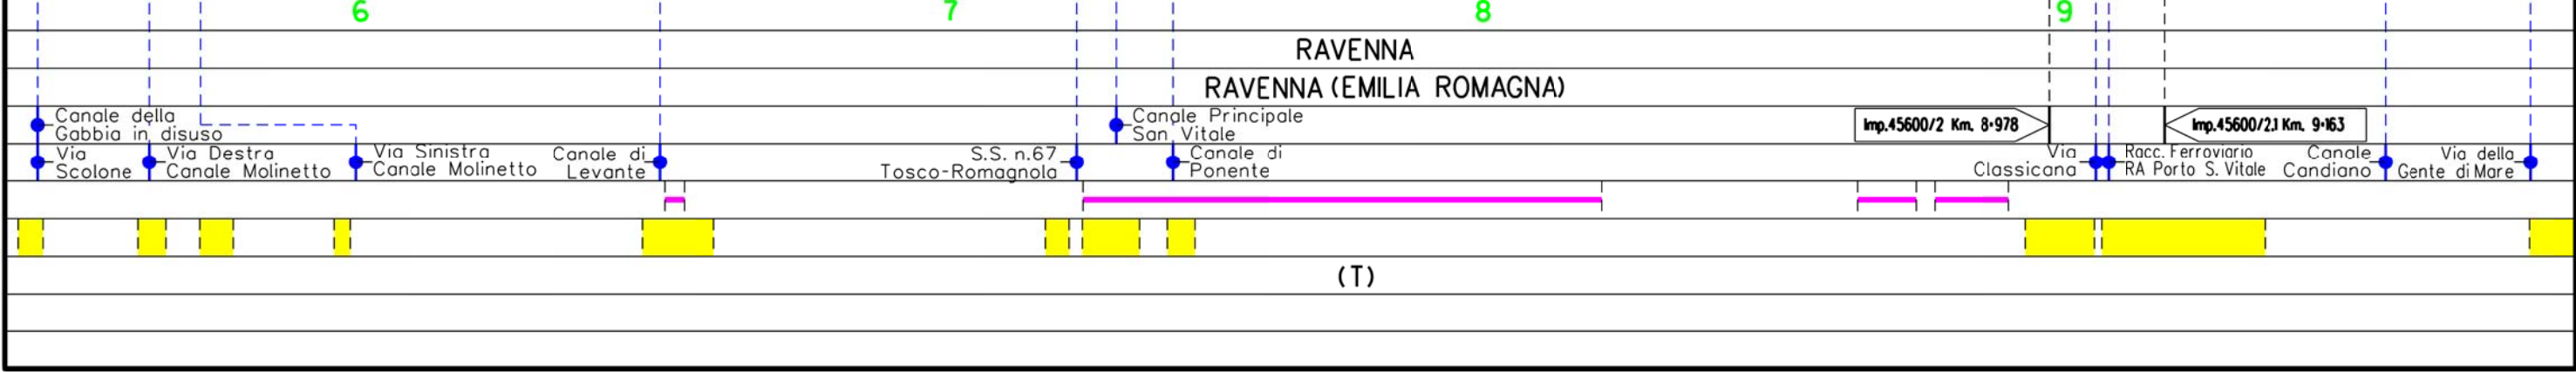 6 7 8 9
RAVENNA
RAVENNA (EMILIA ROMAGNA)
Canale della
Gabbia in disuso
Canale Principale
San Vitale
Imp.45600/2 Km. 8+978
Imp.45600/2.1 Km. 9+163
Via
Scolone
Via Destra
Canale Molinetto
Via Sinistra
Canale Molinetto
Canale di
Levante
S.S. n.67
Tosco-Romagnola
Canale di
Ponente
Via
Classicana
Racc. Ferroviario
RA Porto S. Vitale
Canale
Candiano
Via della
Gente di Mare
(T)